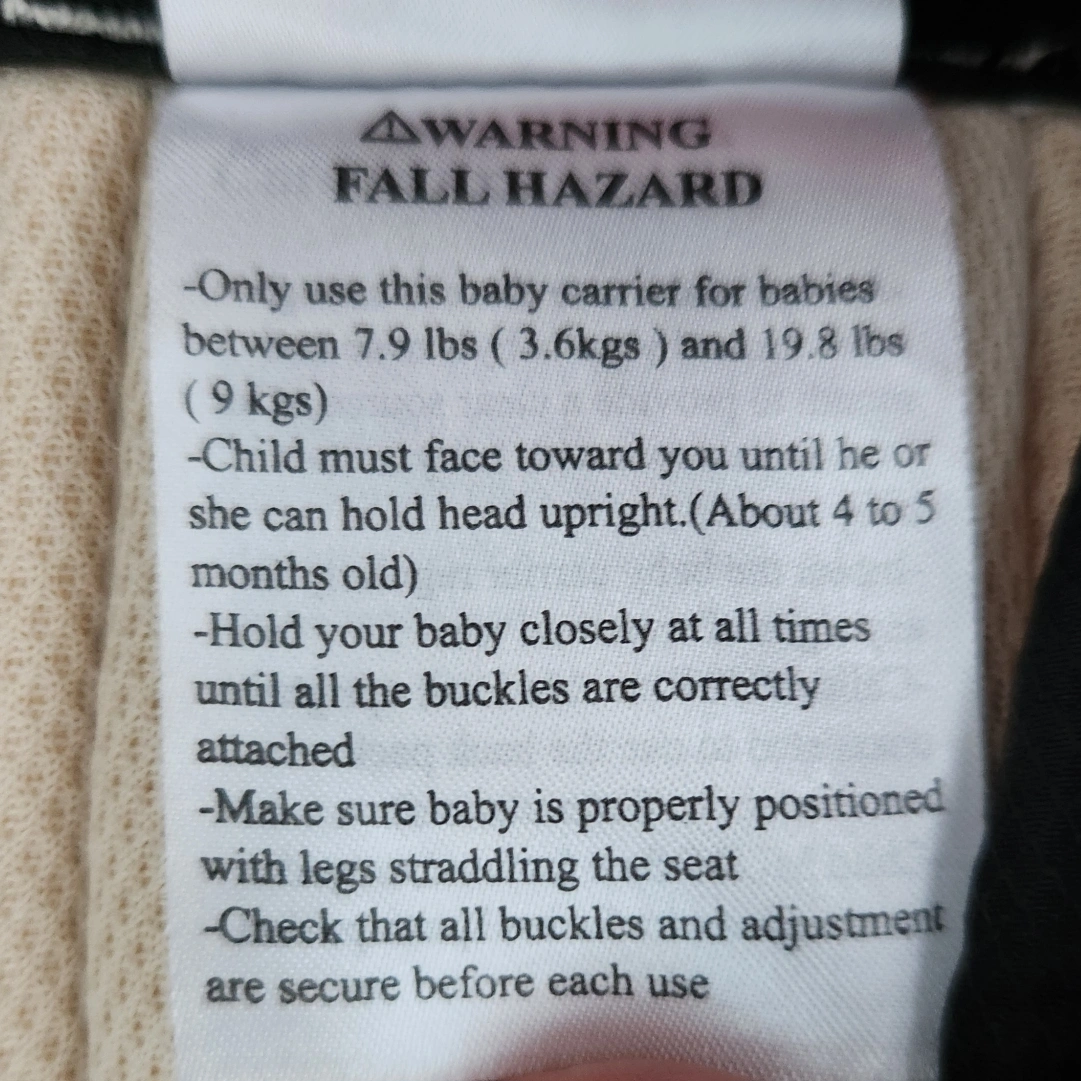 ⚠WARNING
FALL HAZARD
-Only use this baby carrier for babies
between 7.9 lbs ( 3.6kgs ) and 19.8 lbs
( 9 kgs)
-Child must face toward you until he or
she can hold head upright.(About 4 to 5
months old)
-Hold your baby closely at all times
until all the buckles are correctly
attached
-Make sure baby is properly positioned
with legs straddling the seat
-Check that all buckles and adjustment
are secure before each use